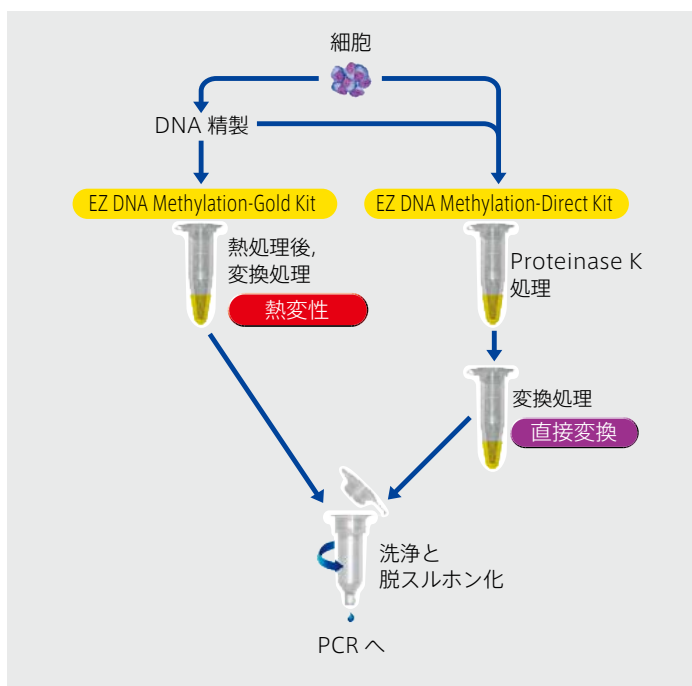 細胞
DNA 精製
EZ DNA Methylation-Gold Kit
熱処理後,
変換処理
熱変性
EZ DNA Methylation-Direct Kit
Proteinase K
処理
変換処理
直接変換
洗浄と
脱スルホン化
PCR へ